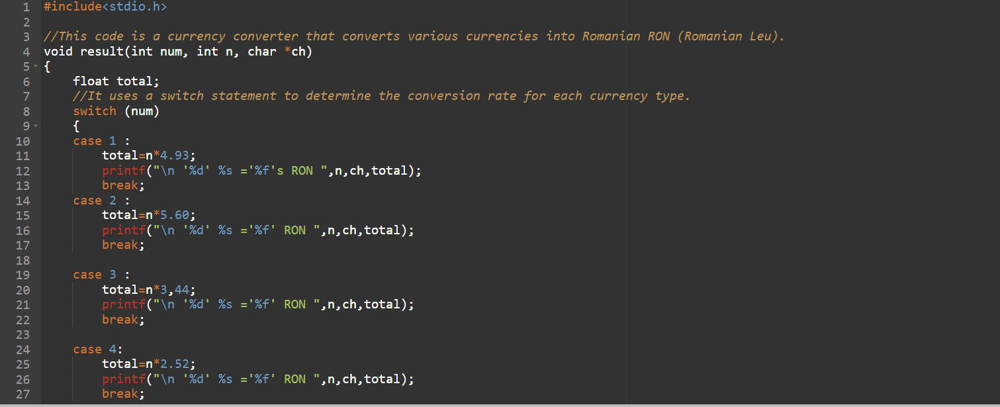 1 #include<stdio.h>
2
3 //This code is a currency converter that converts various currencies into Romanian RON (Romanian Leu).
4 void result(int num, int n, char *ch)
5 {
6     float total;
7     //It uses a switch statement to determine the conversion rate for each currency type.
8     switch (num)
9     {
10     case 1 :
11         total=n*4.93;
12         printf("\n '%d' %s ='%f's RON ",n,ch,total);
13         break;
14     case 2 :
15         total=n*5.60;
16         printf("\n '%d' %s ='%f' RON ",n,ch,total);
17         break;
18
19     case 3 :
20         total=n*3,44;
21         printf("\n '%d' %s ='%f' RON ",n,ch,total);
22         break;
23
24     case 4:
25         total=n*2.52;
26         printf("\n '%d' %s ='%f' RON ",n,ch,total);
27         break;